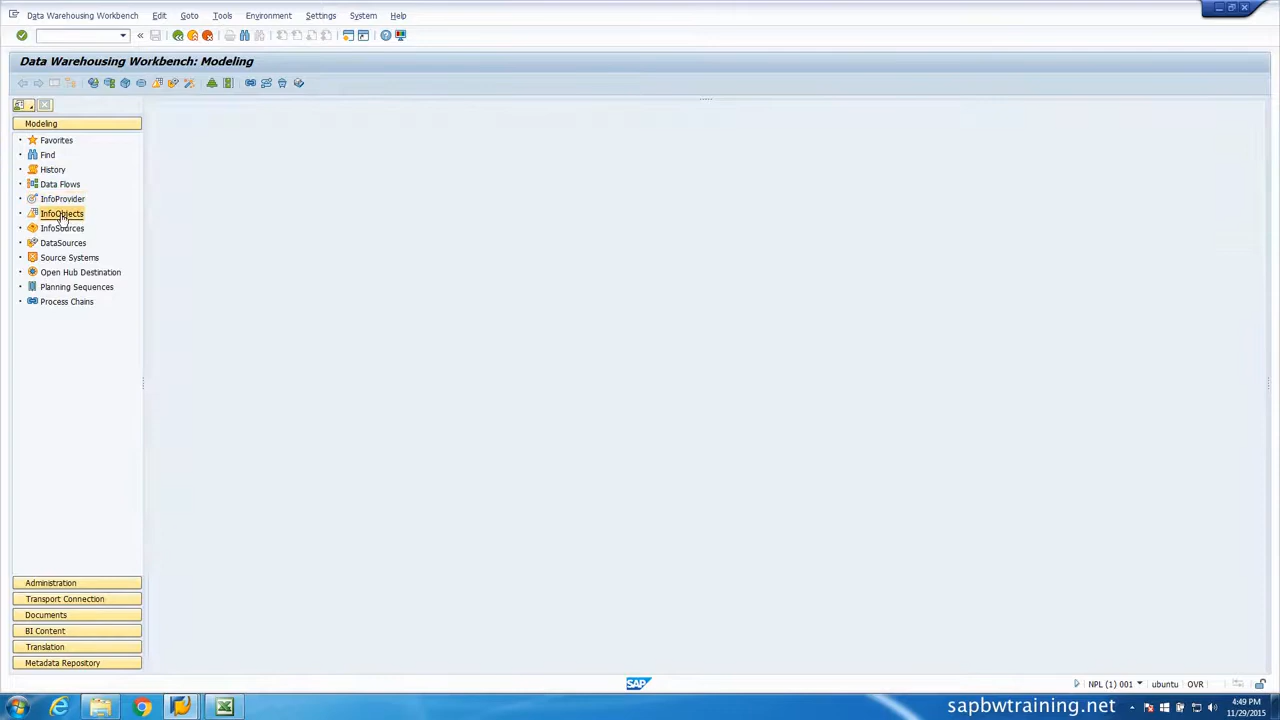 Data Warehousing Workbench Edit Goto Tools Environment Settings System Help
Data Warehousing Workbench: Modeling
Modeling
Favorites
Find
History
Data Flows
InfoProvider
InfoObjects
InfoSources
DataSources
Source Systems
Open Hub Destination
Planning Sequences
Process Chains
Administration
Transport Connection
Documents
BI Content
Translation
Metadata Repository
SAP NPL (1) 001 ubuntu OVR
sapbwtraining.net
4:49 PM
11/29/2015